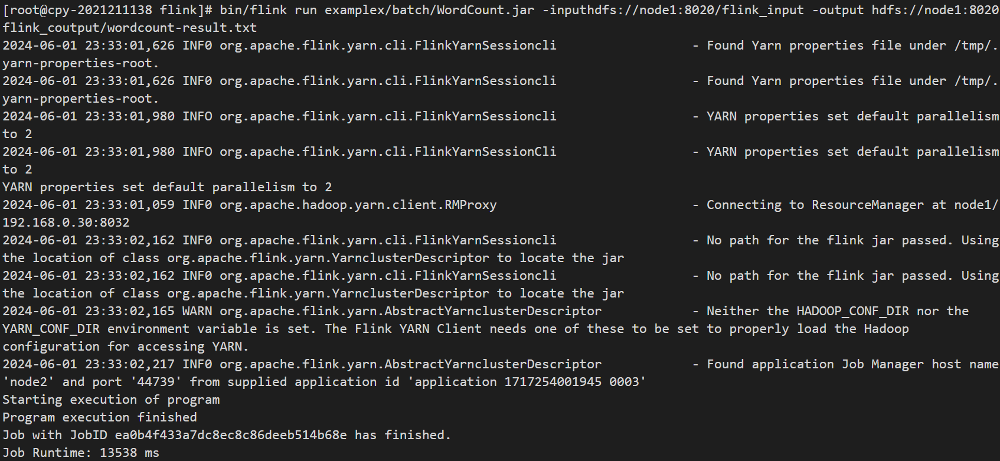 [root@cpy-2021211138 flink]# bin/flink run examplex/batch/WordCount.jar -inputhdfs://node1:8020/flink_input -output hdfs://node1:8020
flink_coutput/wordcount-result.txt
2024-06-01 23:33:01,626 INF0 org.apache.flink.yarn.cli.FlinkYarnSessioncli - Found Yarn properties file under /tmp/.
yarn-properties-root.
2024-06-01 23:33:01,626 INF0 org.apache.flink.yarn.cli.FlinkYarnSessioncli - Found Yarn properties file under /tmp/.
yarn-properties-root.
2024-06-01 23:33:01,980 INFO org.apache.flink.yarn.cli.FlinkYarnSessioncli - YARN properties set default parallelism
to 2
2024-06-01 23:33:01,980 INFO org.apache.flink.yarn.cli.FlinkYarnSessionCli - YARN properties set default parallelism
to 2
YARN properties set default parallelism to 2
2024-06-01 23:33:01,059 INF0 org.apache.hadoop.yarn.client.RMProxy - Connecting to ResourceManager at node1/
192.168.0.30:8032
2024-06-01 23:33:02,162 INF0 org.apache.flink.yarn.cli.FlinkYarnSessioncli - No path for the flink jar passed. Using
the location of class org.apache.flink.yarn.YarnclusterDescriptor to locate the jar
2024-06-01 23:33:02,162 INF0 org.apache.flink.yarn.cli.FlinkYarnSessioncli - No path for the flink jar passed. Using
the location of class org.apache.flink.yarn.YarnclusterDescriptor to locate the jar
2024-06-01 23:33:02,165 WARN org.apache.flink.yarn.AbstractYarnclusterDescriptor - Neither the HADOOP_CONF_DIR nor the
YARN_CONF_DIR environment variable is set. The Flink YARN Client needs one of these to be set to properly load the Hadoop
configuration for accessing YARN.
2024-06-01 23:33:02,217 INF0 org.apache.flink.yarn.AbstractYarnclusterDescriptor - Found application Job Manager host name
'node2' and port '44739' from supplied application id 'application 1717254001945 0003'
Starting execution of program
Program execution finished
Job with JobID ea0b4f433a7dc8ec8c86deeb514b68e has finished.
Job Runtime: 13538 ms